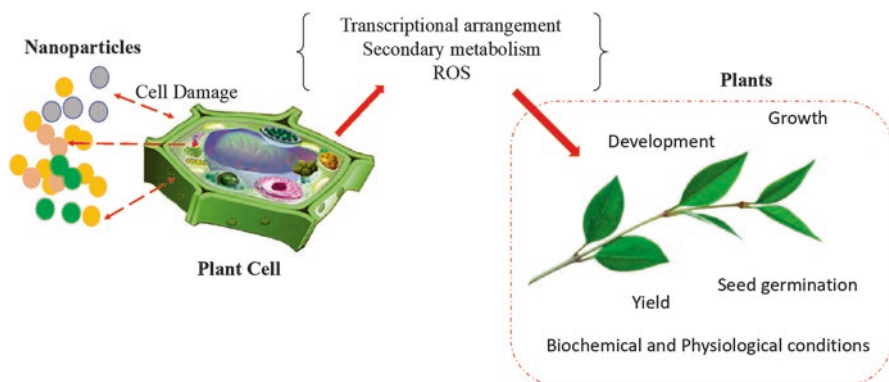 Nanoparticles
Cell Damage
Plant Cell
Transcriptional arrangement
Secondary metabolism
ROS
Plants
Growth
Development
Seed germination
Yield
Biochemical and Physiological conditions